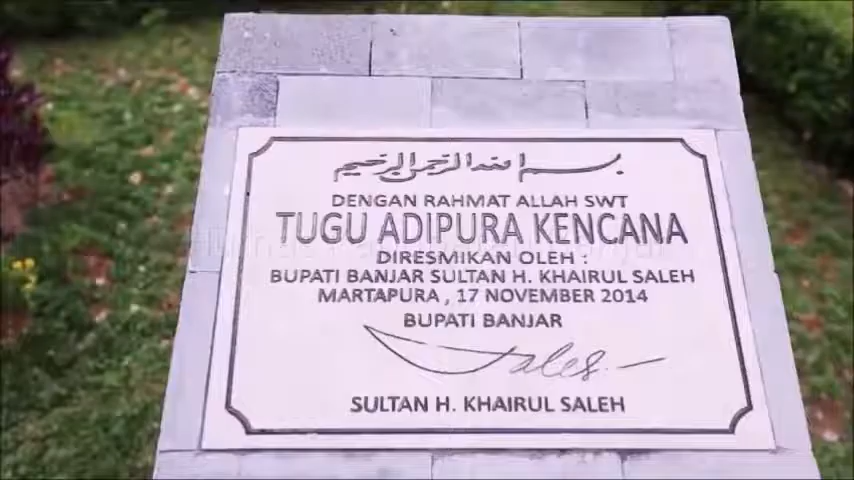 بسم الله الرحمن الرحيم
DENGAN RAHMAT ALLAH SWT
TUGU ADIPURA KENCANA
DIRESMIKAN OLEH :
BUPATI BANJAR SULTAN H. KHAIRUL SALEH
MARTAPURA , 17 NOVEMBER 2014
BUPATI BANJAR
SULTAN H. KHAIRUL SALEH